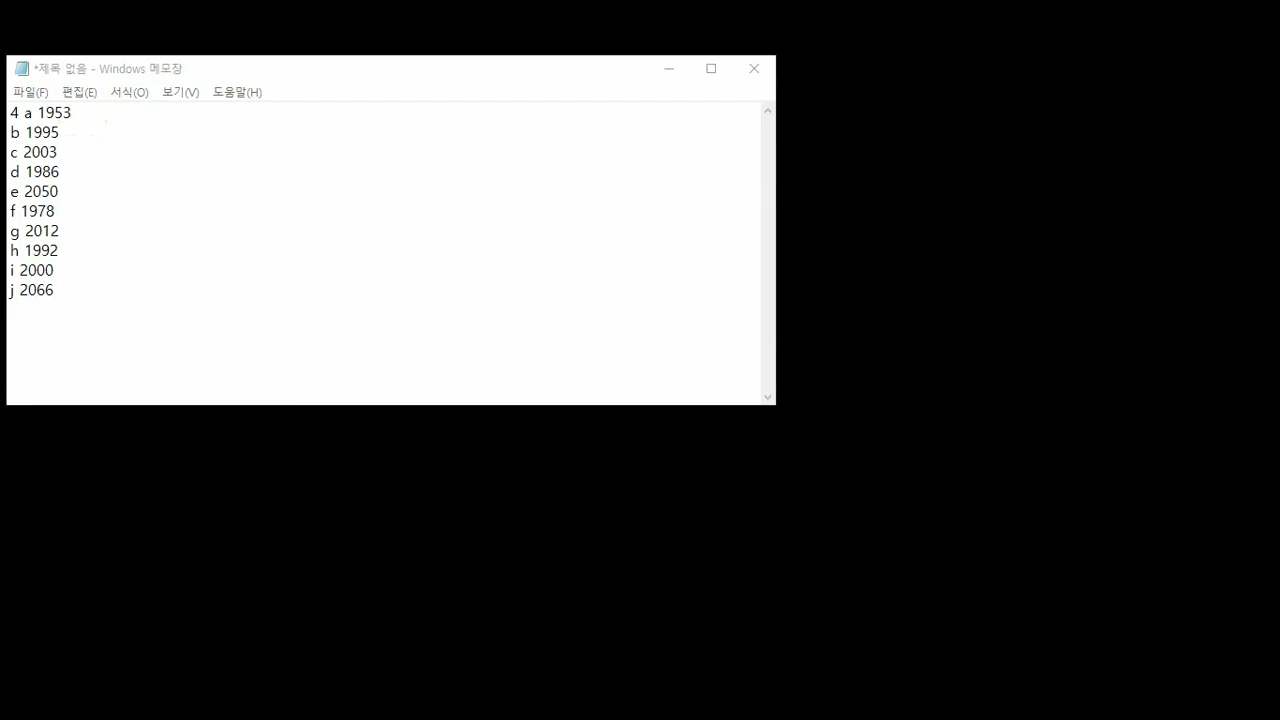 *제목 없음 - Windows 메모장
파일(F) 편집(E) 서식(O) 보기(V) 도움말(H)
4 a 1953
b 1995
c 2003
d 1986
e 2050
f 1978
g 2012
h 1992
i 2000
j 2066